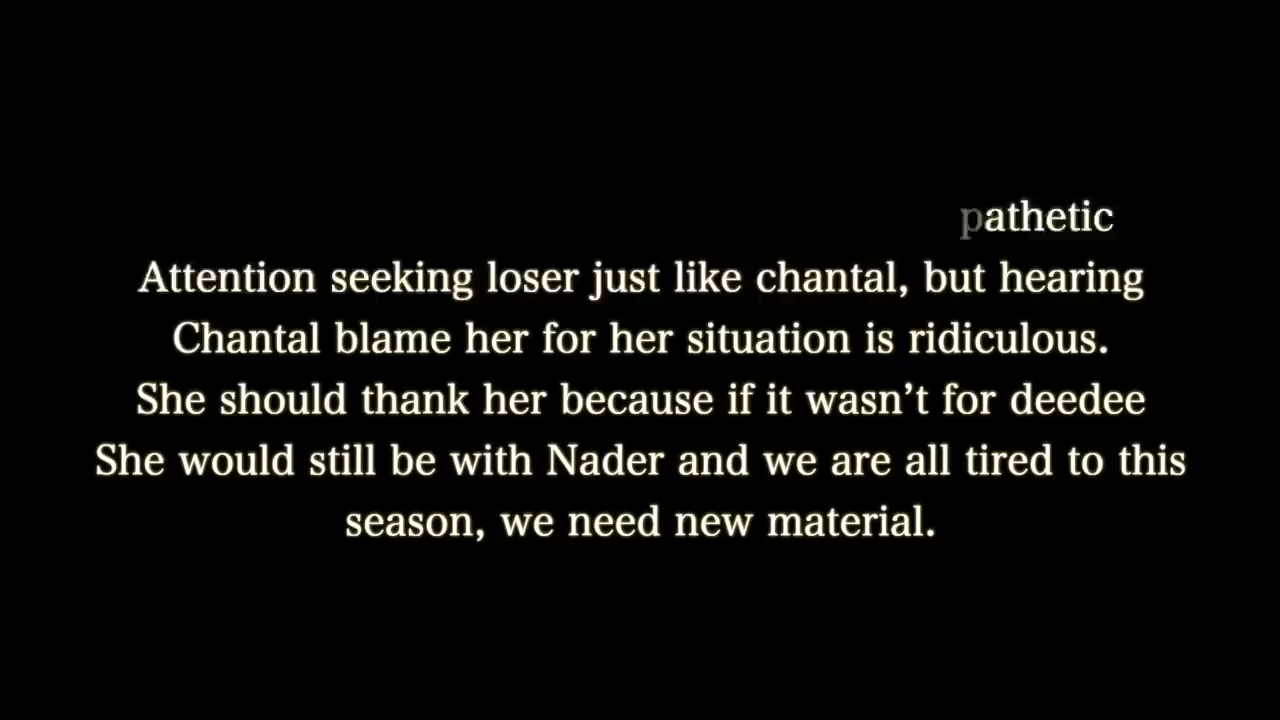 pathetic
Attention seeking loser just like chantal, but hearing
Chantal blame her for her situation is ridiculous.
She should thank her because if it wasn’t for deedee
She would still be with Nader and we are all tired to this
season, we need new material.